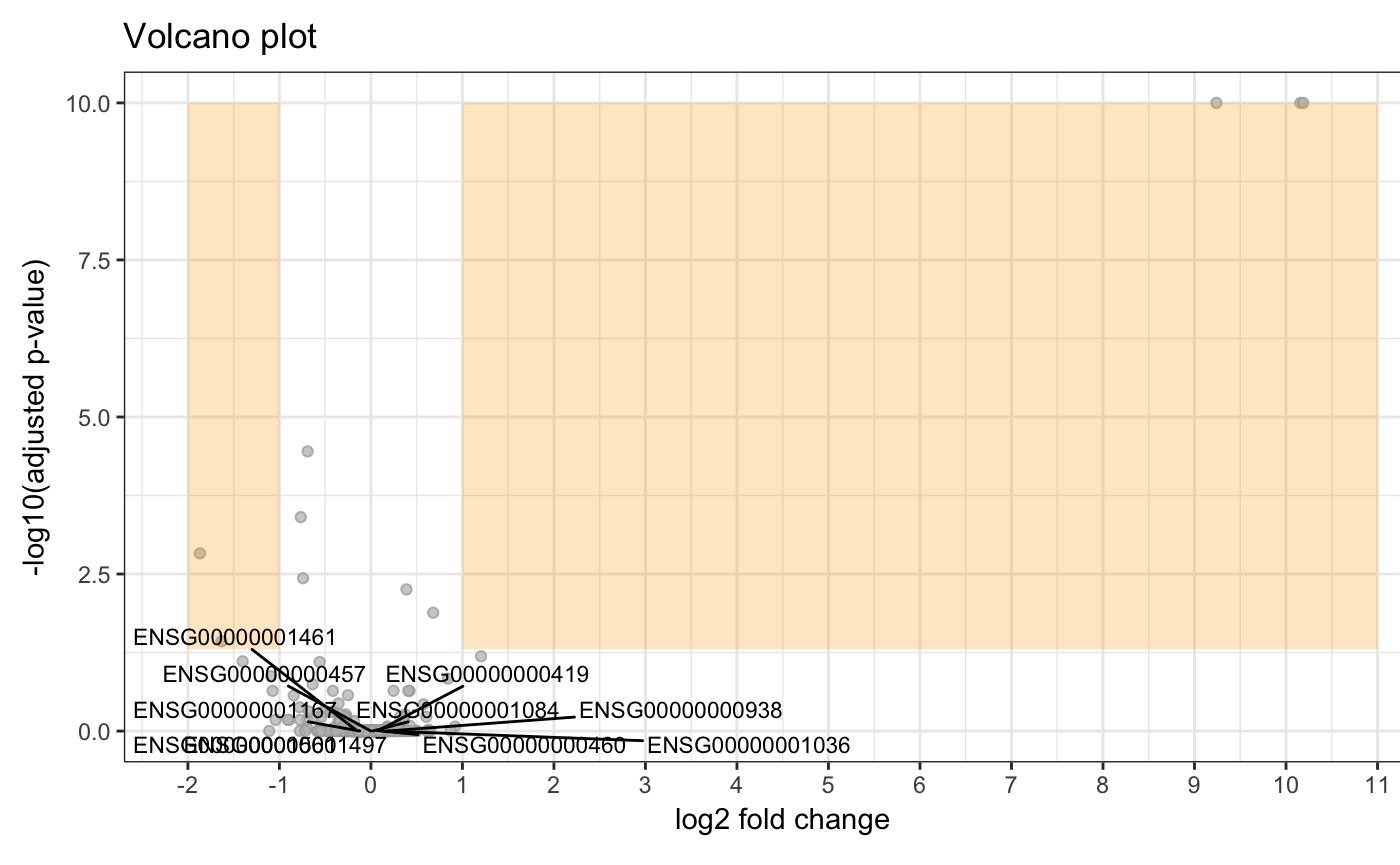 Volcano plot
-log10(adjusted p-value)
10.0
7.5
5.0
2.5
0.0
ENSG00000001461
ENSG00000000457
ENSG00000000419
ENSG00000001167
ENSG00000001084
ENSG00000000938
ENSG00000000460
ENSG00000001036
-2
-1
0
1
2
3
4
5
6
7
8
9
10
11
log2 fold change